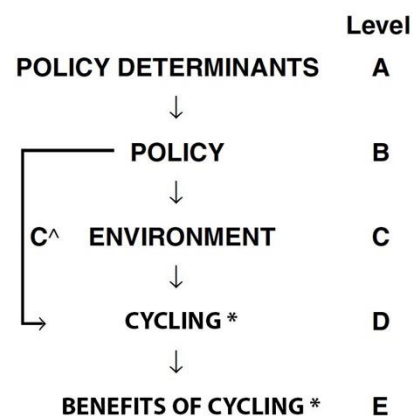 Level
POLICY DETERMINANTS A
↓
POLICY B
↓
C^ ENVIRONMENT C
↓
CYCLING * D
↓
BENEFITS OF CYCLING * E